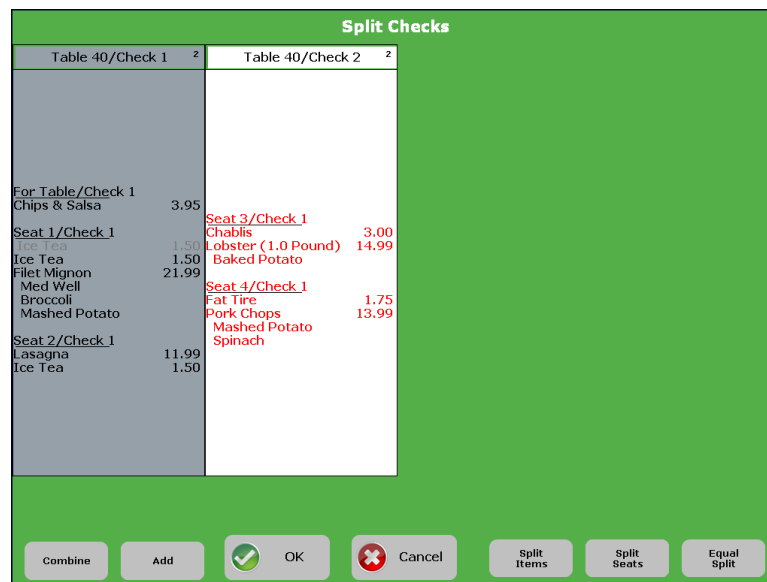 Split Checks
Table 40/Check 1 2
Table 40/Check 2 2
For Table/Check 1
Chips & Salsa 3.95
Seat 1/Check 1
Ice Tea 1.50
Ice Tea 1.50
Filet Mignon 21.99
Med Well
Broccoli
Mashed Potato
Seat 2/Check 1
Lasagna 11.99
Ice Tea 1.50
Seat 3/Check 1
Chablis 3.00
Lobster (1.0 Pound) 14.99
Baked Potato
Seat 4/Check 1
Fat Tire 1.75
Pork Chops 13.99
Mashed Potato
Spinach
Combine
Add
OK
Cancel
Split
Items
Split
Seats
Equal
Split